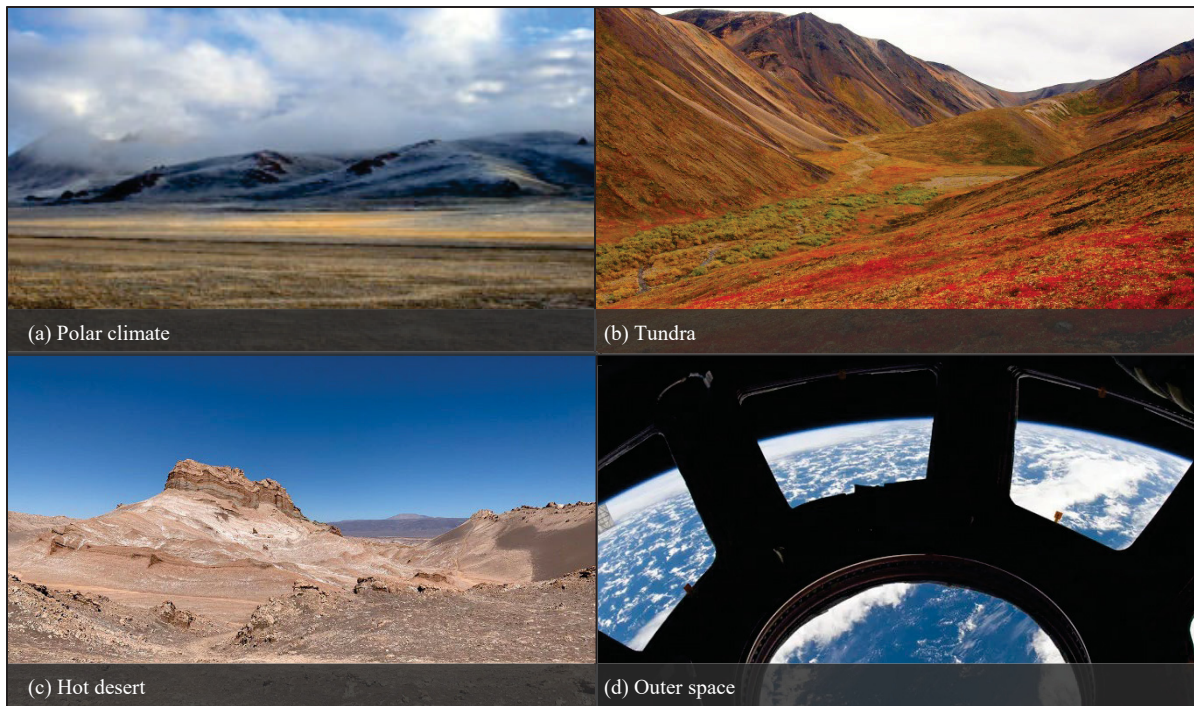 (a) Polar climate
(b) Tundra
(c) Hot desert
(d) Outer space